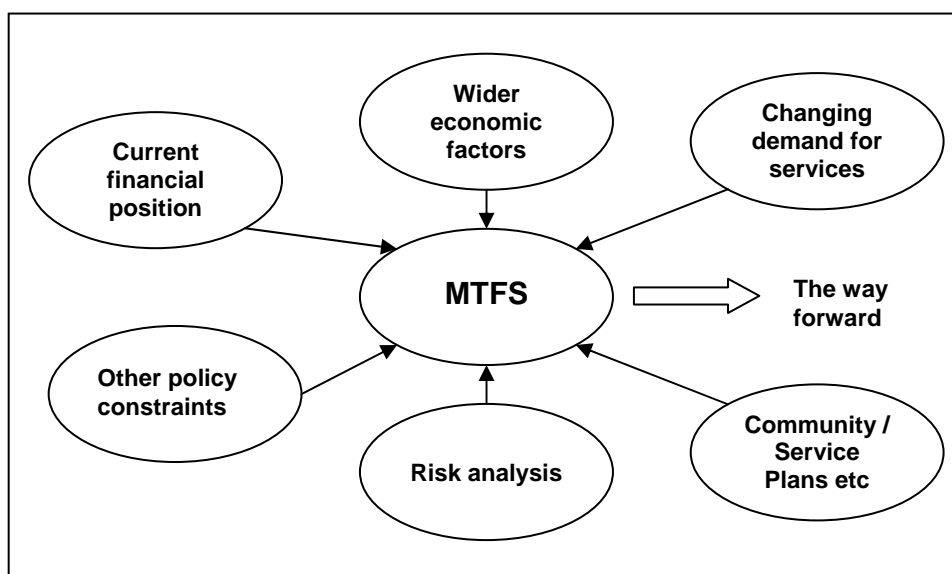 Wider
economic
factors
Changing
demand for
services
Current
financial
position
MTFS
The way
forward
Other policy
constraints
Risk analysis
Community /
Service
Plans etc